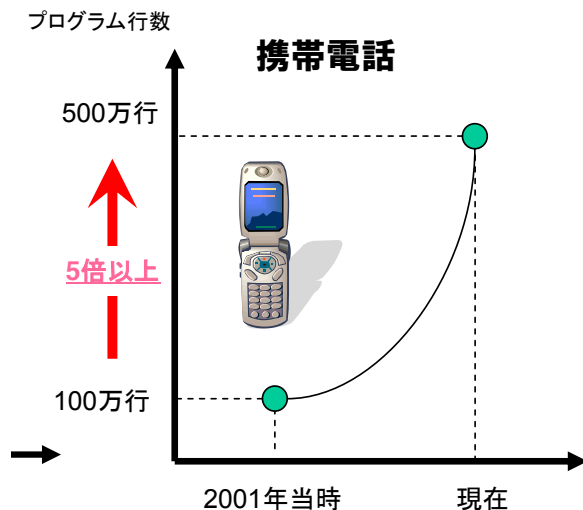 プログラム行数
携帯電話
500万行
5倍以上
100万行
2001年当時
現在